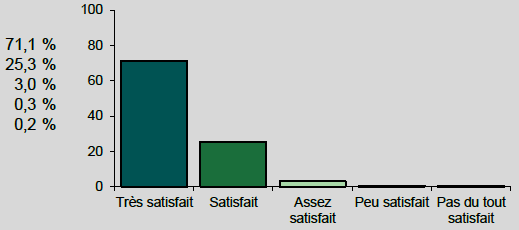 71,1 %
25,3 %
3,0 %
0,3 %
0,2 %
100
80
60
40
20
0
Très satisfait
Satisfait
Assez
satisfait
Peu satisfait
Pas du tout
satisfait